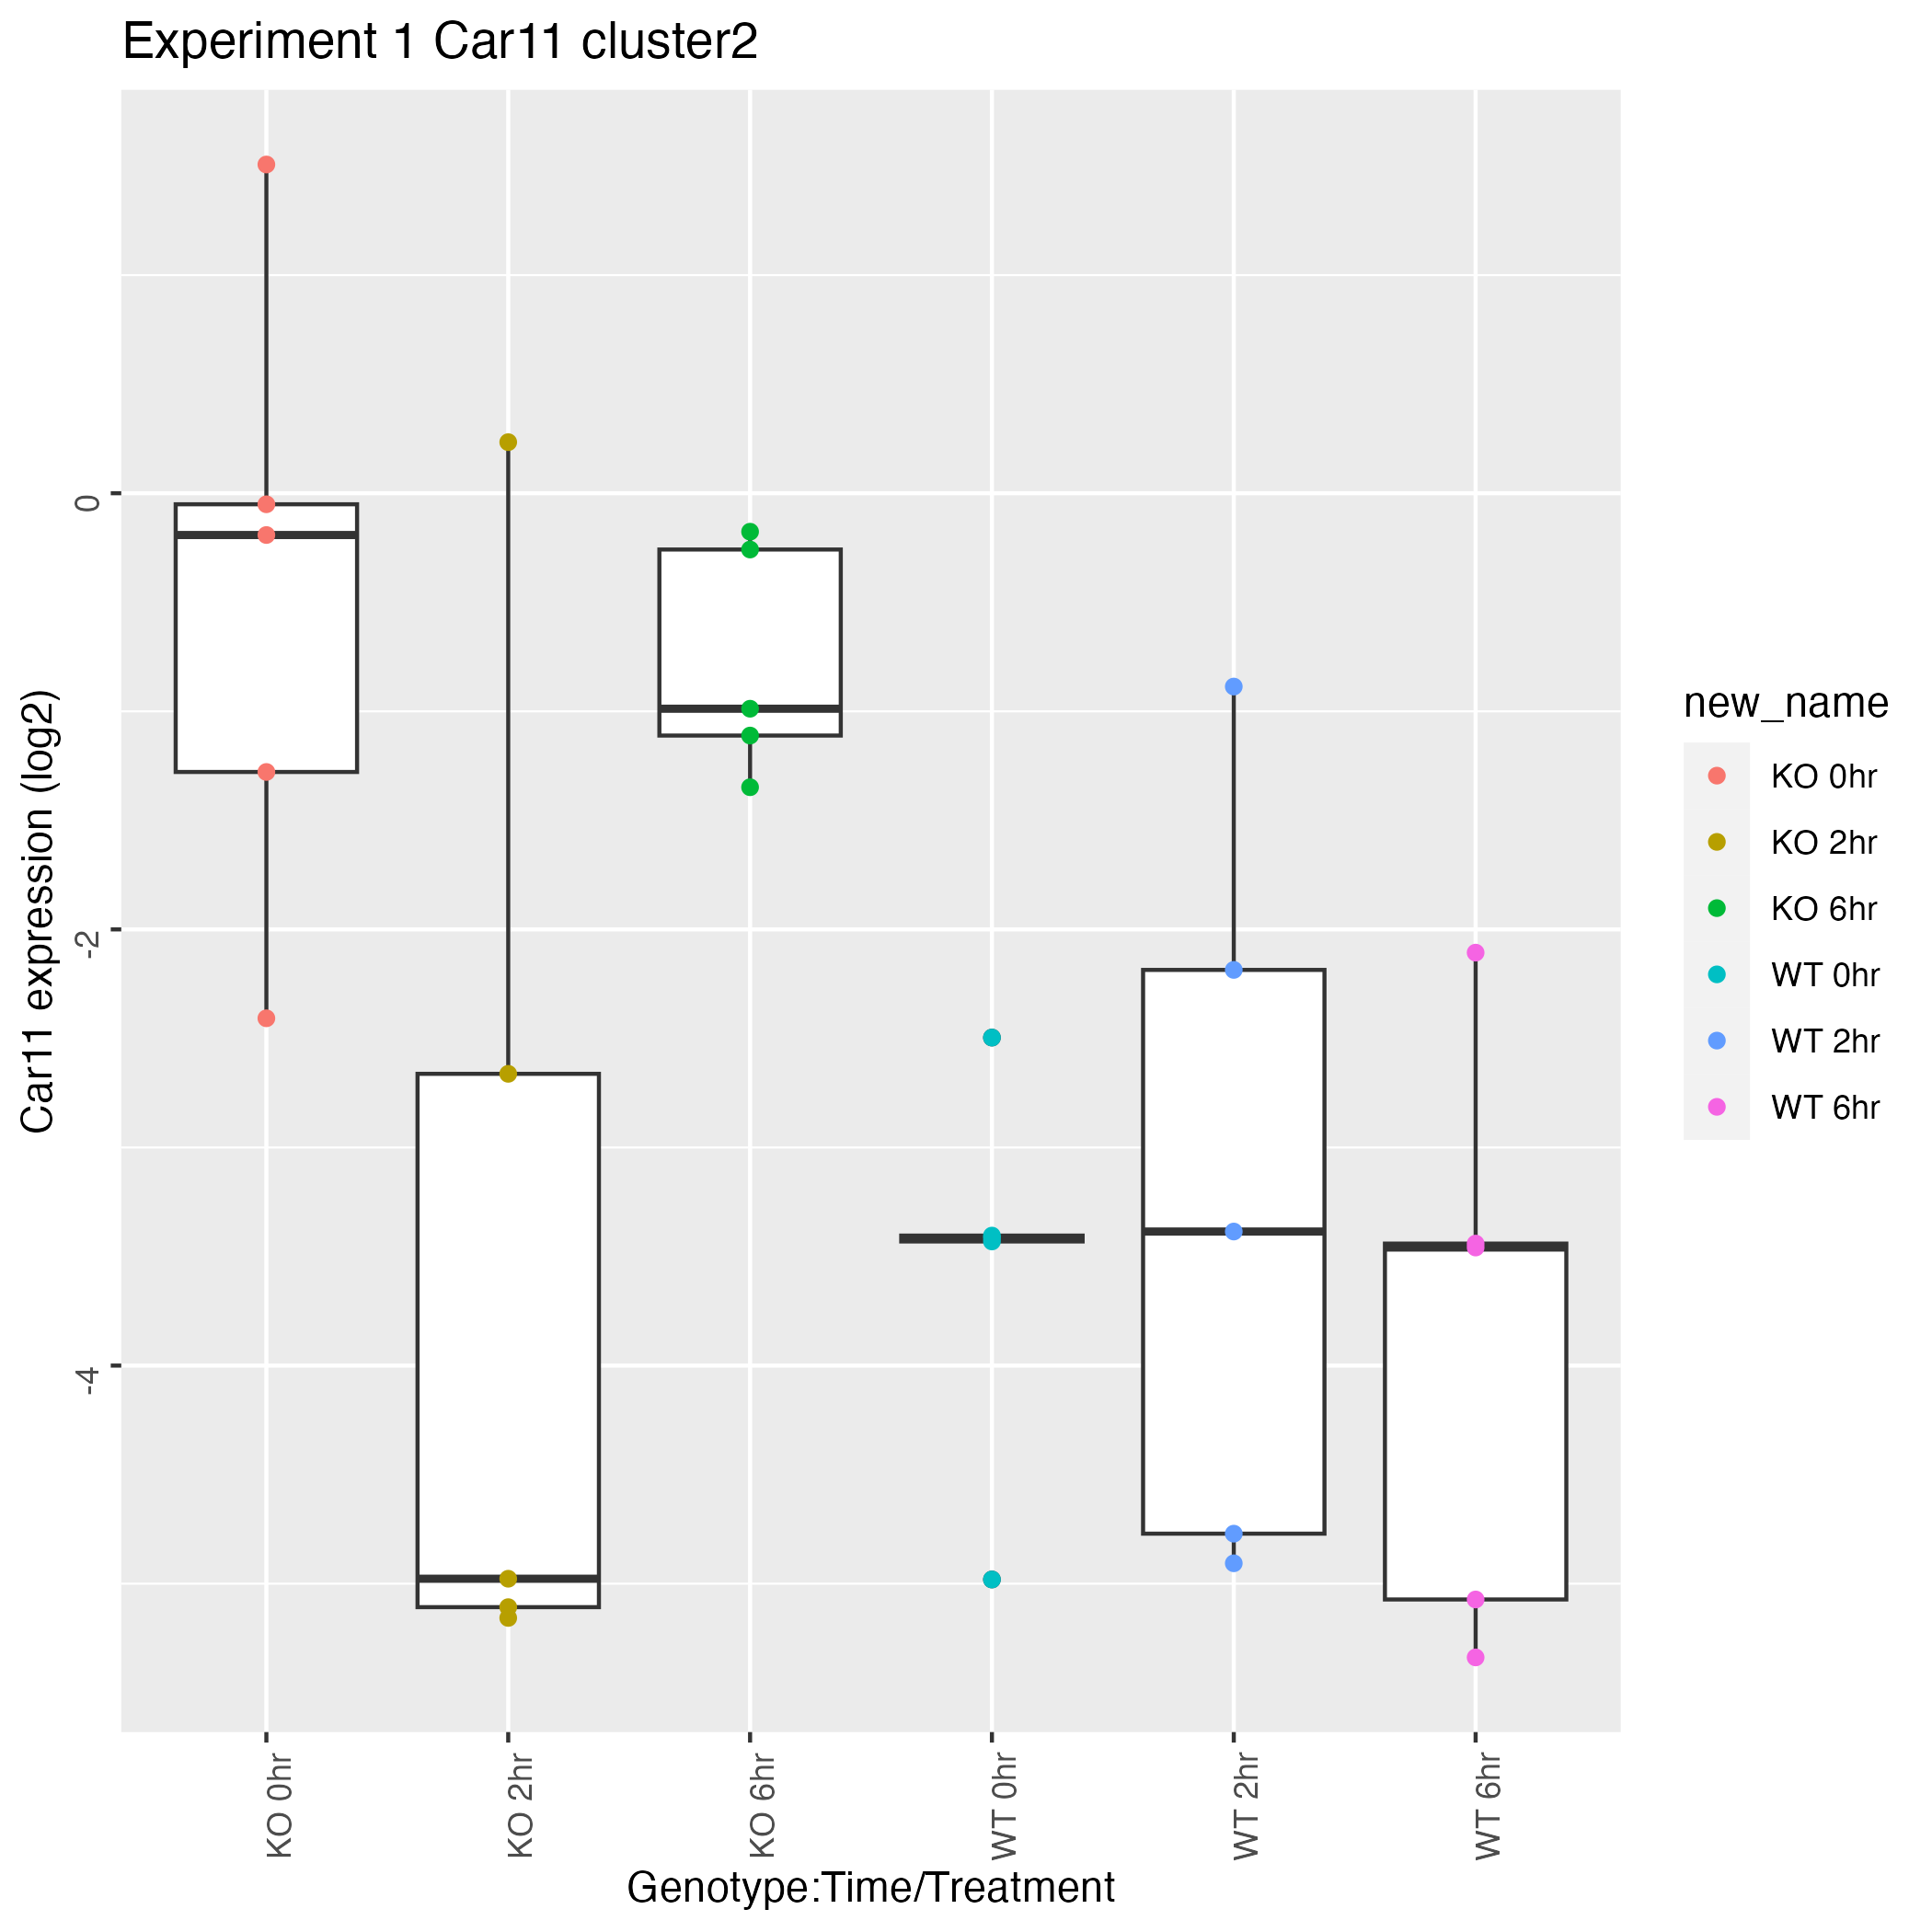 Experiment 1 Car11 cluster2
Car11 expression (log2)
0
-2
-4
KO 0hr
KO 2hr
KO 6hr
WT 0hr
WT 2hr
WT 6hr
Genotype:Time/Treatment
new_name
KO 0hr
KO 2hr
KO 6hr
WT 0hr
WT 2hr
WT 6hr